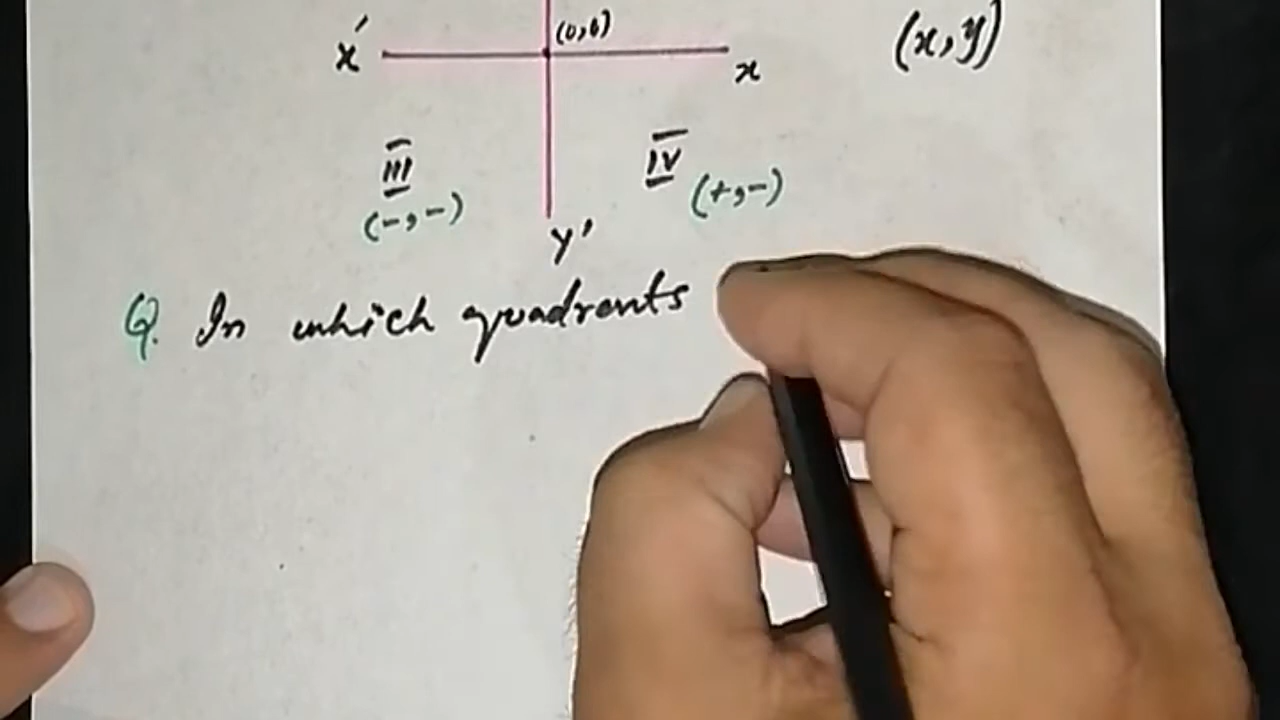 (0,0)
x' x (x,y)
III IV
(-,-) (+,-)
Y'
Q. In which quadrants